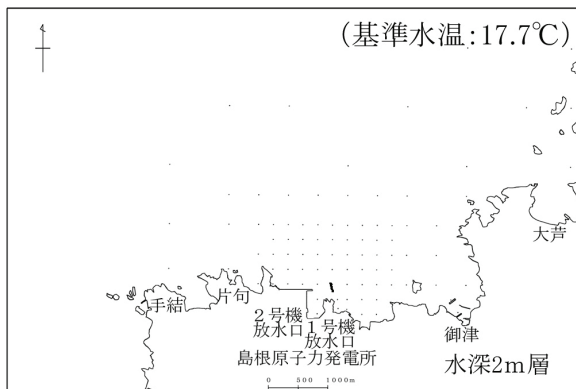 (基準水温:17.7℃)
大芦
手結
片句
2号機
放水口
1号機
放水口
御津
島根原子力発電所
水深2m層
0 500 1000m